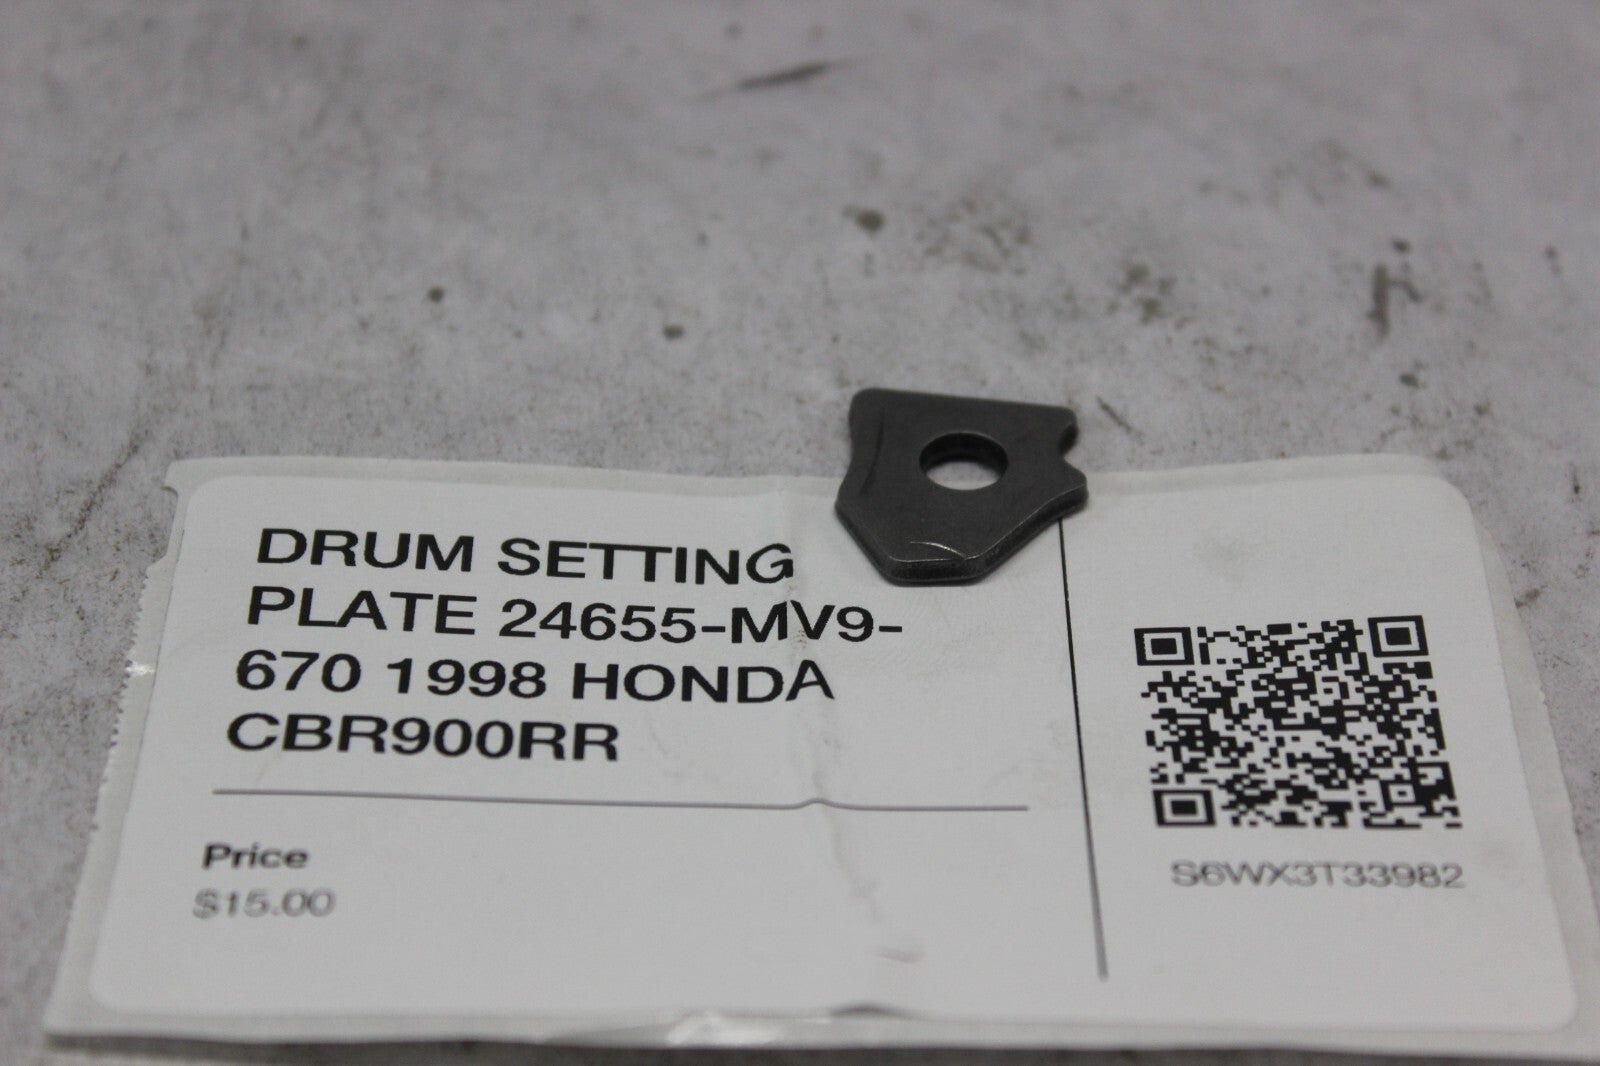 DRUM SETTING
PLATE 24655-MV9-
670 1998 HONDA
CBR900RR
Price
$15.00
S6WX3T33982